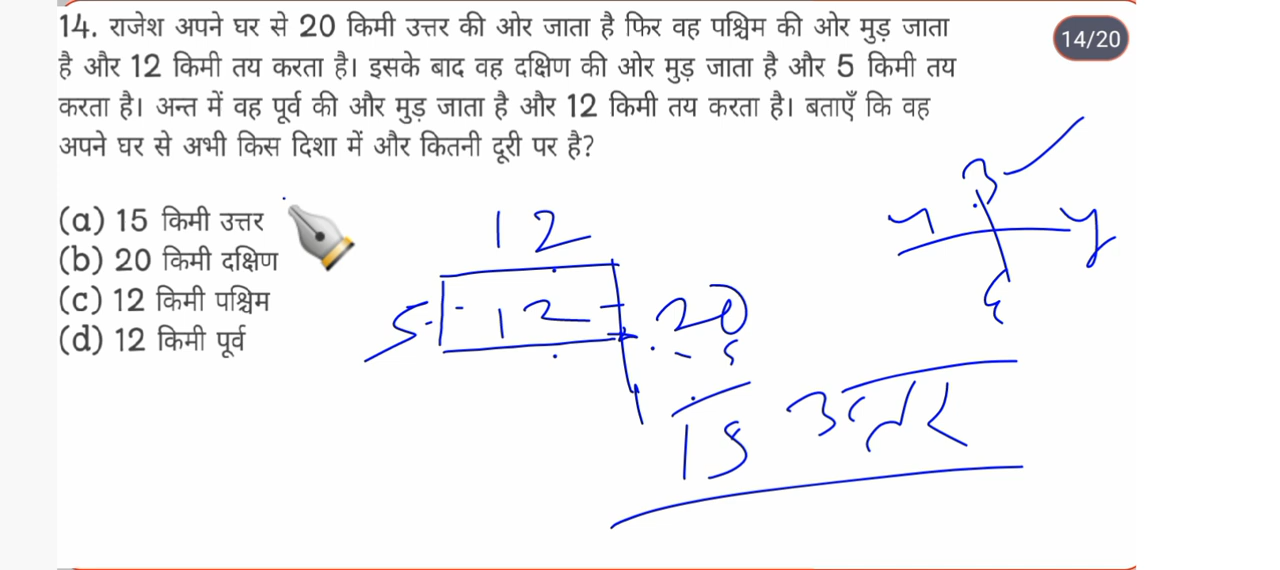 14. राजेश अपने घर से 20 किमी उत्तर की ओर जाता है फिर वह पश्चिम की ओर मुड़ जाता
14/20
है और 12 किमी तय करता है। इसके बाद वह दक्षिण की ओर मुड़ जाता है और 5 किमी तय
करता है। अन्त में वह पूर्व की और मुड़ जाता है और 12 किमी तय करता है। बताएँ कि वह
अपने घर से अभी किस दिशा में और कितनी दूरी पर है?
उ
(a) 15 किमी उत्तर
12
प पू
(b) 20 किमी दक्षिण
(c) 12 किमी पश्चिम
द
5 12 20
(d) 12 किमी पूर्व
- 5
15 उत्तर